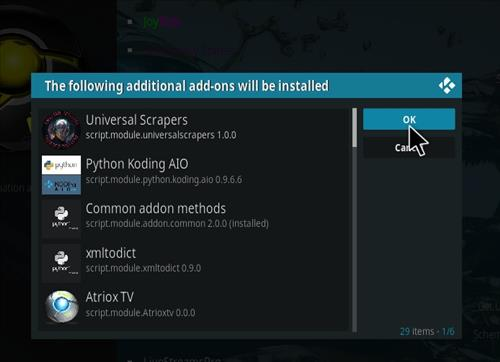 Joy
The following additional add-ons will be installed
Universal Scrapers
script.module.universalscrapers 1.0.0
OK
Python Koding AIO
script.module.python.koding.aio 0.9.6.6
Common addon methods
script.module.addon.common 2.0.0 (installed)
xmltodict
script.module.xmltodict 0.9.0
Atriox TV
script.module.Atrioxtv 0.0.0
29 items - 1/6